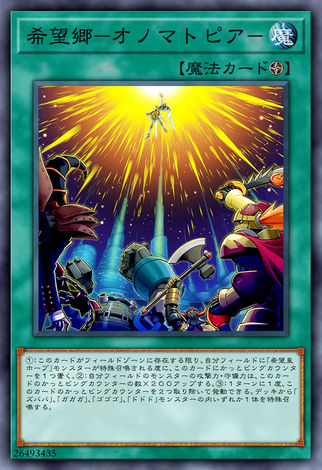 希望郷－オノマトピア－
魔
【魔法カード】
①：このカードがフィールドゾーンに存在する限り、自分フィールドに「希望皇
ホープ」モンスターが特殊召喚される度に、このカードにかっとビングカウンタ
ーを１つ置く。②：自分フィールドのモンスターの攻撃力・守備力は、このカー
ドのかっとビングカウンターの数×２００アップする。③：１ターンに１度、こ
のカードのかっとビングカウンターを２つ取り除いて発動できる。デッキから「
ズババ」、「ガガガ」、「ゴゴゴ」、「ドドド」モンスターの内いずれか１体を特殊召
喚する。
26493435